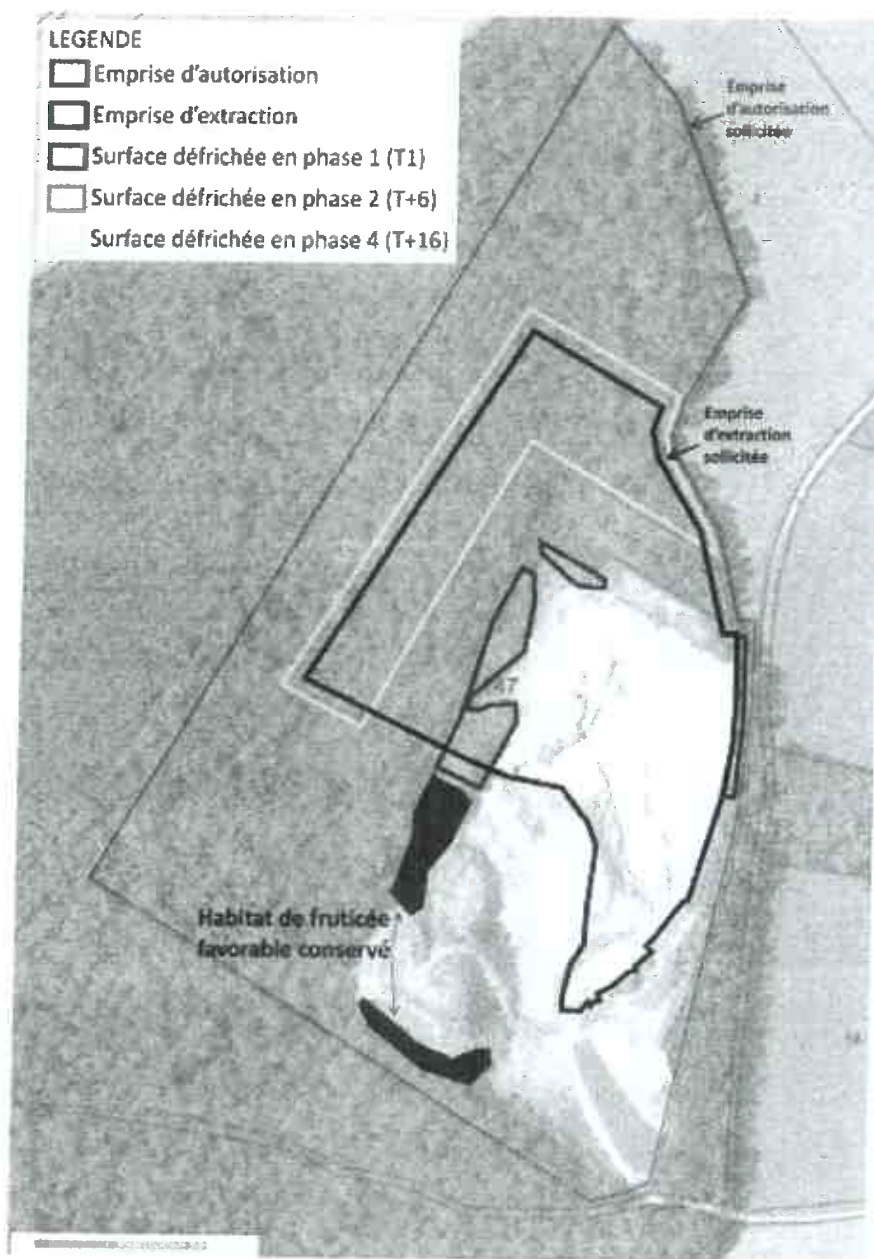 LEGENDE
Emprise d'autorisation
Emprise d'extraction
Surface défrichée en phase 1 (T1)
Surface défrichée en phase 2 (T+6)
Surface défrichée en phase 4 (T+16)
Emprise
d'autorisation
sollicitée
Emprise
d'extraction
sollicitée
47
Habitat de fruticée
favorable conservé